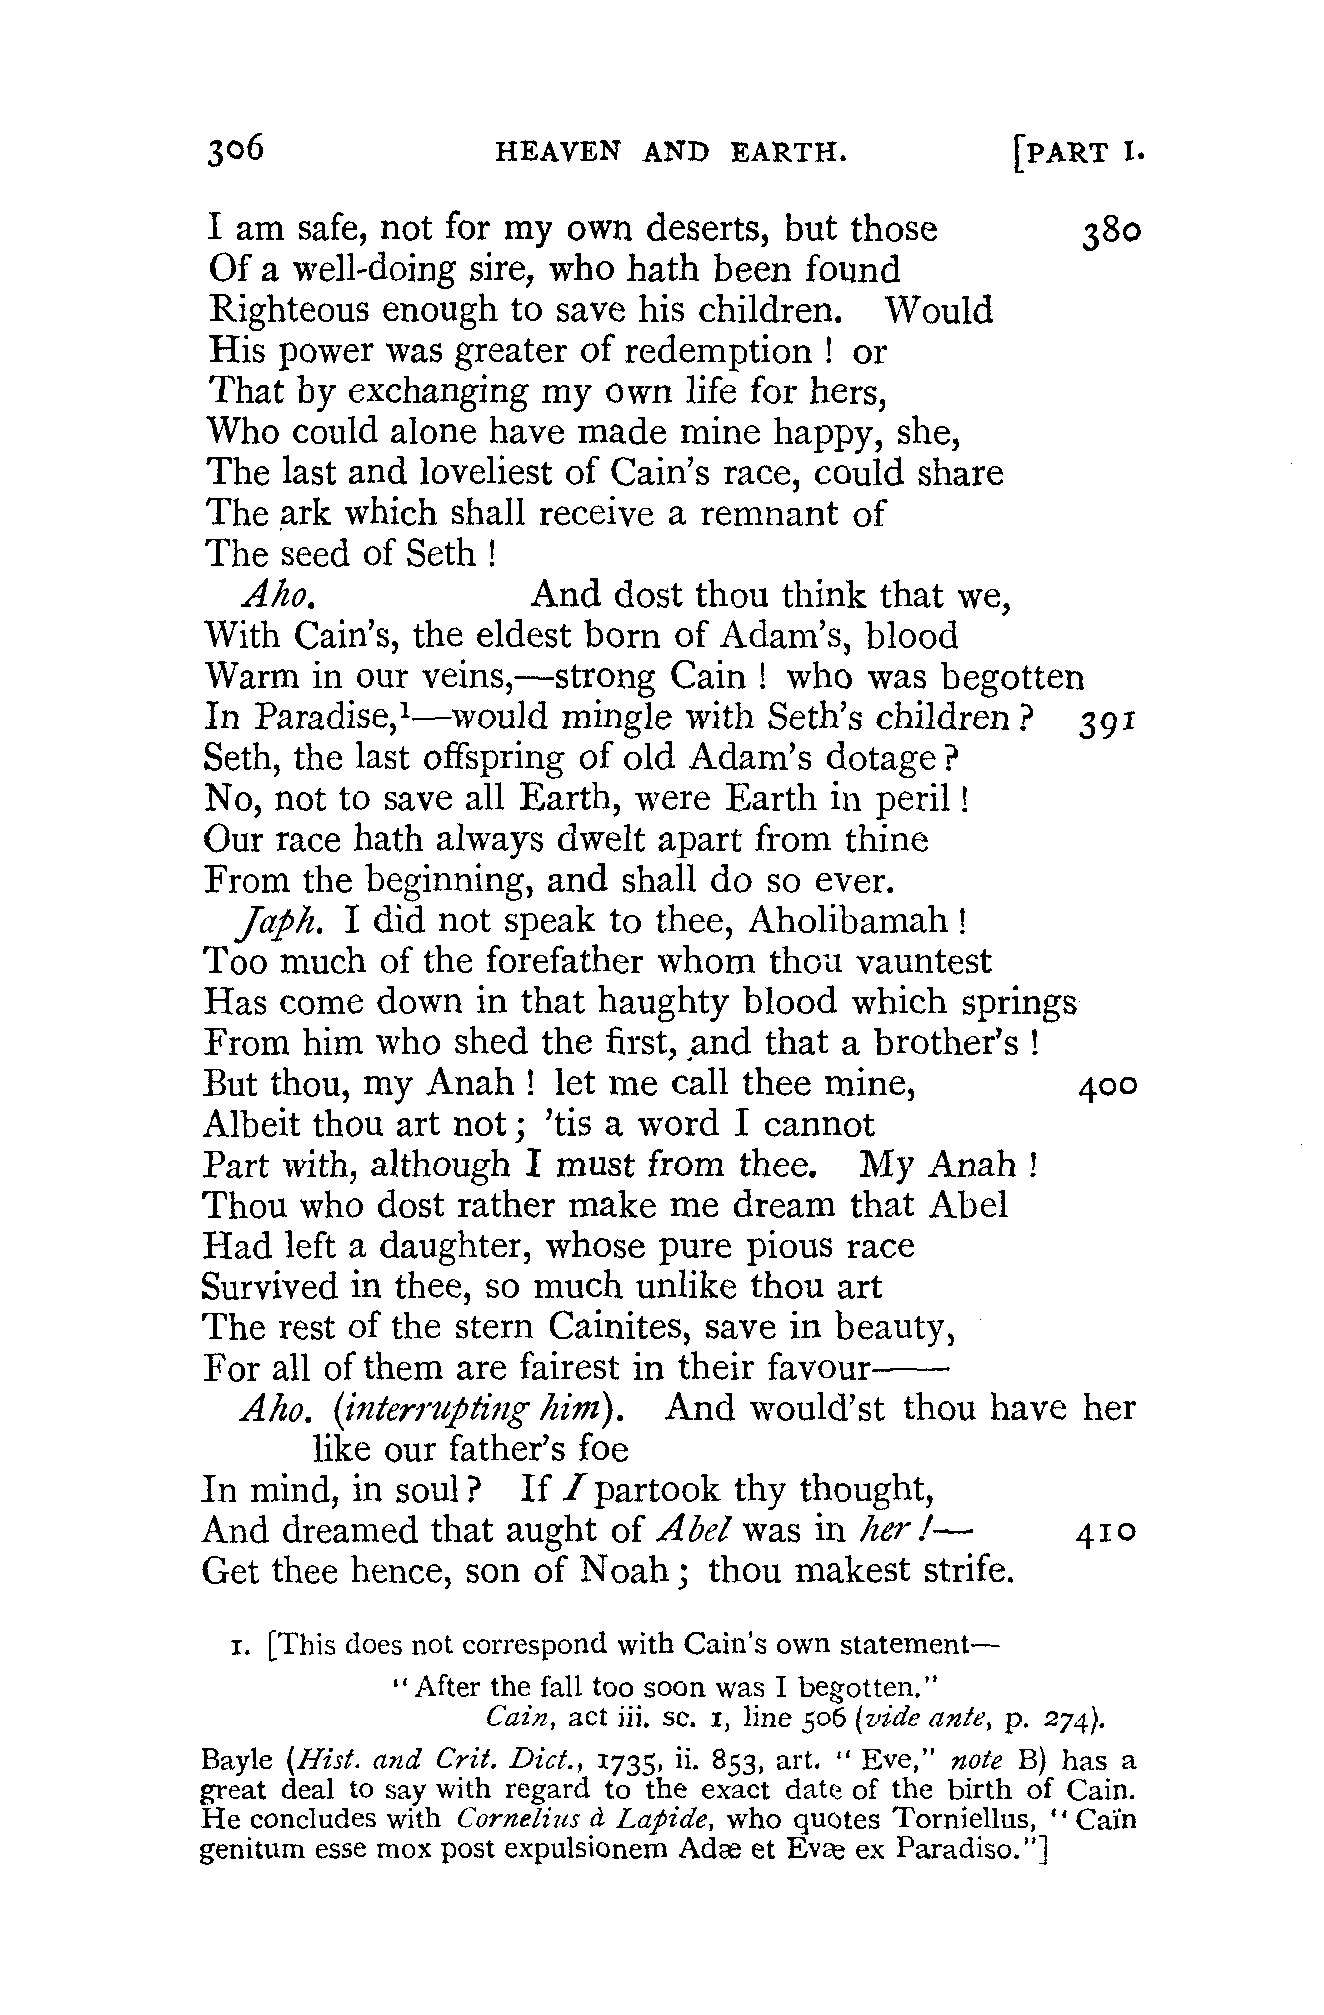 306 HEAVEN AND EARTH. [PART I.
I am safe, not for my own deserts, but those 380
Of a well-doing sire, who hath been found
Righteous enough to save his children. Would
His power was greater of redemption ! or
That by exchanging my own life for hers,
Who could alone have made mine happy, she,
The last and loveliest of Cain's race, could share
The ark which shall receive a remnant of
The seed of Seth !
Aho. And dost thou think that we,
With Cain's, the eldest born of Adam's, blood
Warm in our veins,—strong Cain ! who was begotten
In Paradise,¹—would mingle with Seth's children ? 391
Seth, the last offspring of old Adam's dotage ?
No, not to save all Earth, were Earth in peril !
Our race hath always dwelt apart from thine
From the beginning, and shall do so ever.
Japh. I did not speak to thee, Aholibamah !
Too much of the forefather whom thou vauntest
Has come down in that haughty blood which springs
From him who shed the first, and that a brother's !
But thou, my Anah ! let me call thee mine, 400
Albeit thou art not ; 'tis a word I cannot
Part with, although I must from thee. My Anah !
Thou who dost rather make me dream that Abel
Had left a daughter, whose pure pious race
Survived in thee, so much unlike thou art
The rest of the stern Cainites, save in beauty,
For all of them are fairest in their favour——
Aho. (interrupting him). And would'st thou have her
like our father's foe
In mind, in soul ? If I partook thy thought,
And dreamed that aught of Abel was in her !— 410
Get thee hence, son of Noah ; thou makest strife.
1. [This does not correspond with Cain's own statement—
"After the fall too soon was I begotten."
Cain, act iii. sc. 1, line 506 (vide ante, p. 274).
Bayle (Hist. and Crit. Dict., 1735, ii. 853, art. "Eve," note B) has a
great deal to say with regard to the exact date of the birth of Cain.
He concludes with Cornelius à Lapide, who quotes Torniellus, "Caïn
genitum esse mox post expulsionem Adæ et Evæ ex Paradiso."]